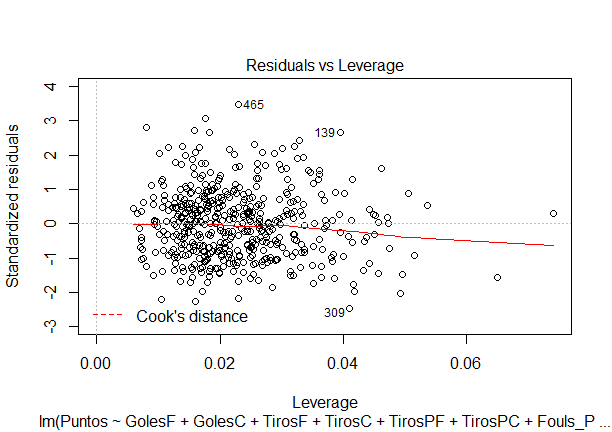 Residuals vs Leverage
Standardized residuals
4
3
2
1
0
-1
-2
-3
465
139
309
Cook's distance
0.00 0.02 0.04 0.06
Leverage
lm(Puntos ~ GolesF + GolesC + TirosF + TirosC + TirosPF + TirosPC + Fouls_P ...